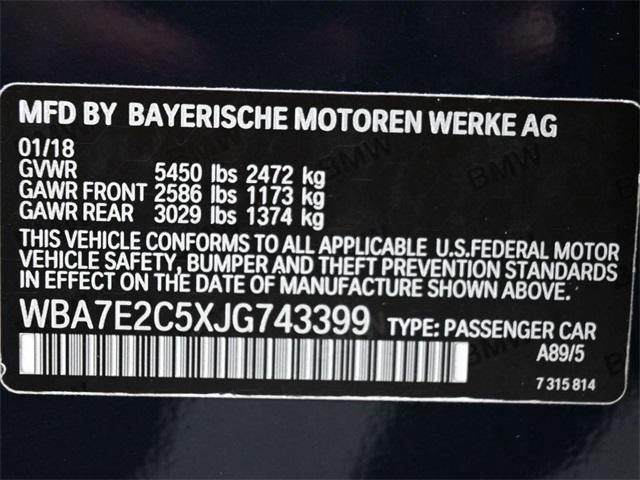 MFD BY BAYERISCHE MOTOREN WERKE AG
01/18
GVWR 5450 lbs 2472 kg
GAWR FRONT 2586 lbs 1173 kg
GAWR REAR 3029 lbs 1374 kg
THIS VEHICLE CONFORMS TO ALL APPLICABLE U.S.FEDERAL MOTOR
VEHICLE SAFETY, BUMPER AND THEFT PREVENTION STANDARDS
IN EFFECT ON THE DATE OF MANUFACTURE SHOWN ABOVE.
WBA7E2C5XJG743399 TYPE: PASSENGER CAR
A89/5
7 315 814
BMW
BMW